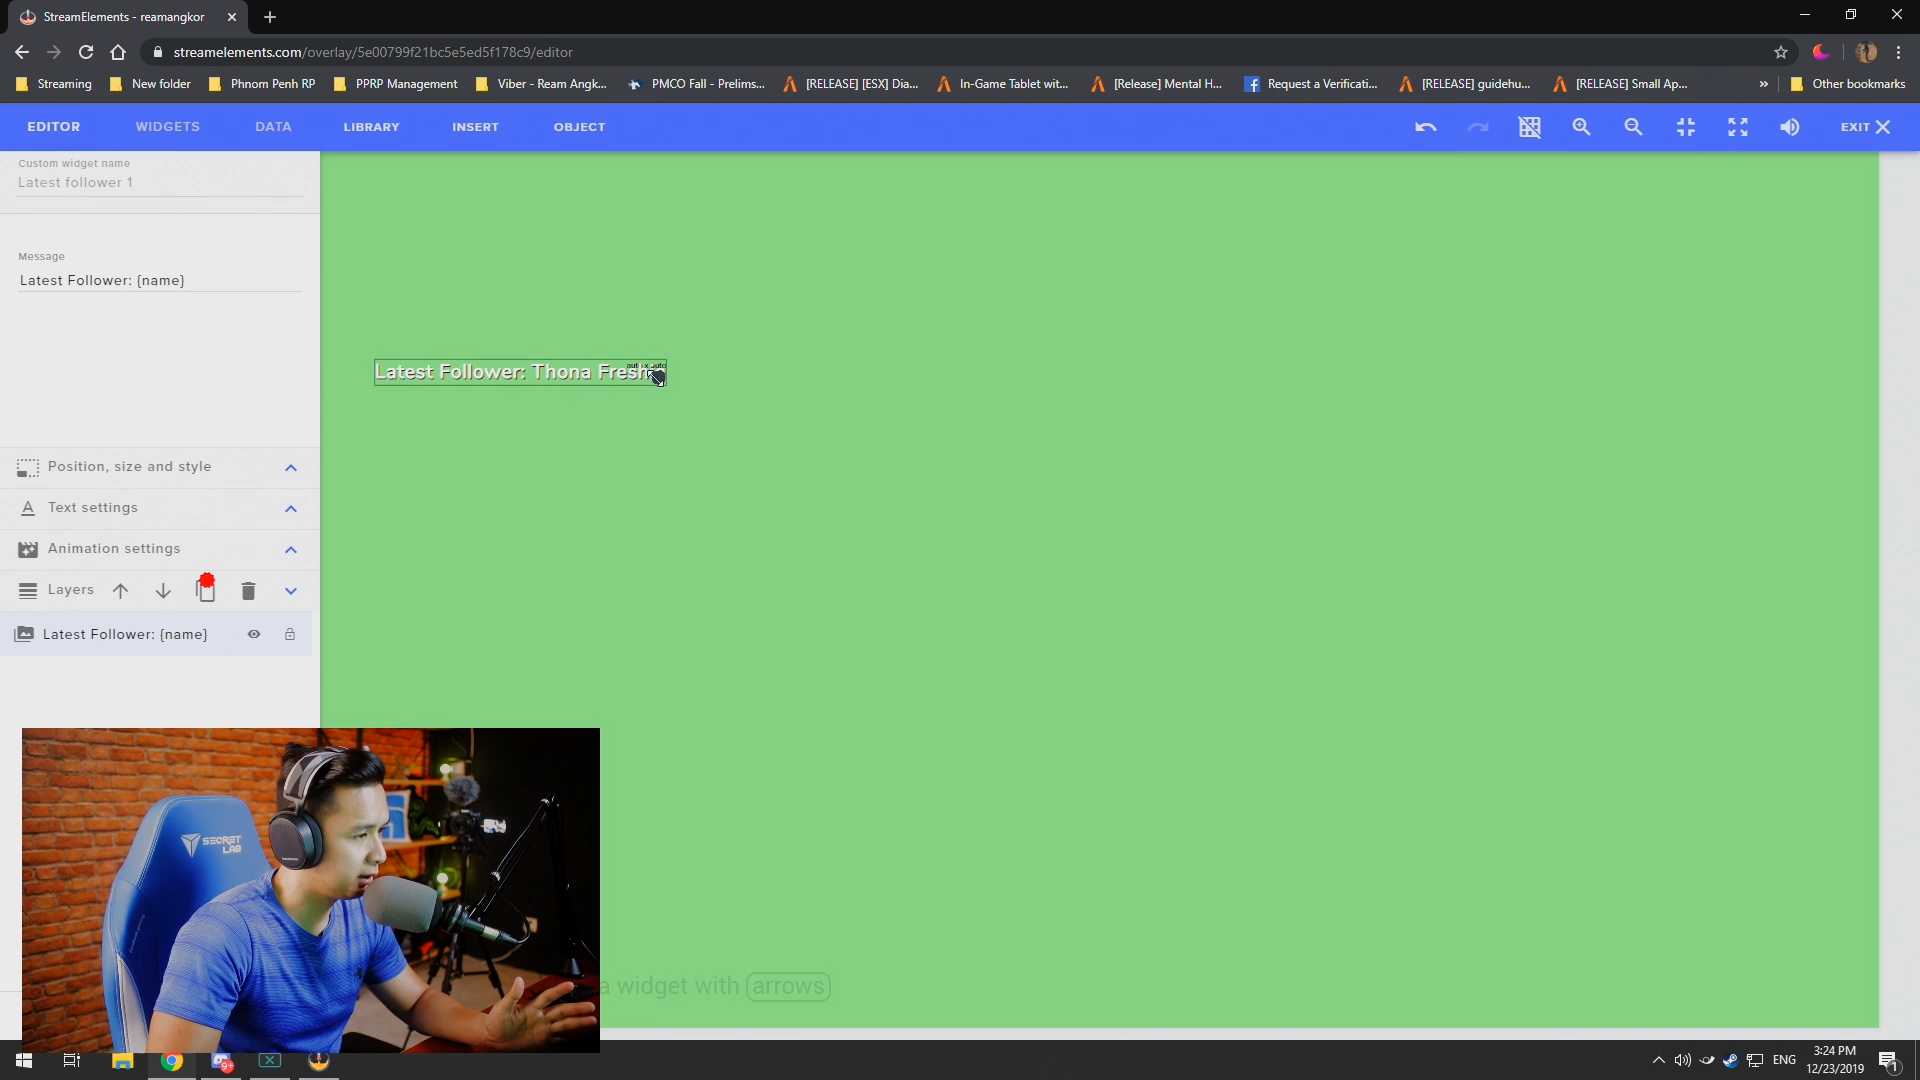 StreamElements - reamangkor
streamelements.com/overlay/5e00799f21bc5e5ed5f178c9/editor
Streaming
New folder
Phnom Penh RP
PPRP Management
Viber - Ream Angk...
PMCO Fall - Prelims...
[RELEASE] [ESX] Dia...
In-Game Tablet wit...
[Release] Mental H...
Request a Verificati...
[RELEASE] guidehu...
[RELEASE] Small Ap...
»
Other bookmarks
EDITOR
WIDGETS
DATA
LIBRARY
INSERT
OBJECT
EXIT
Custom widget name
Latest follower 1
Message
Latest Follower: {name}
Latest Follower: Thona Fresh
Position, size and style
Text settings
Animation settings
Layers
Latest Follower: {name}
SECRET
LAB
a widget with arrows
9+
ENG
3:24 PM
12/23/2019
1